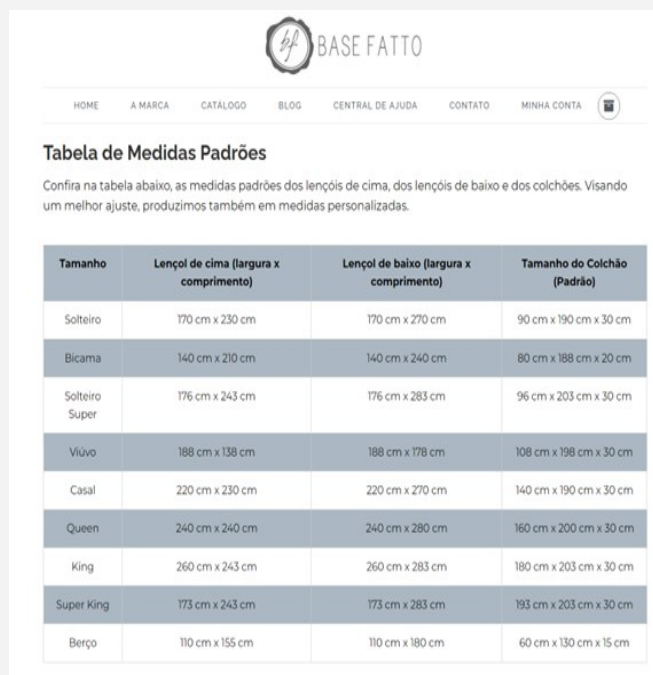 bf BASE FATTO
HOME A MARCA CATÁLOGO BLOG CENTRAL DE AJUDA CONTATO MINHA CONTA
Tabela de Medidas Padrões
Confira na tabela abaixo, as medidas padrões dos lençóis de cima, dos lençóis de baixo e dos colchões. Visando
um melhor ajuste, produzimos também em medidas personalizadas.
Tamanho Lençol de cima (largura x comprimento) Lençol de baixo (largura x comprimento) Tamanho do Colchão (Padrão)
Solteiro 170 cm x 230 cm 170 cm x 270 cm 90 cm x 190 cm x 30 cm
Bicama 140 cm x 210 cm 140 cm x 240 cm 80 cm x 188 cm x 20 cm
Solteiro Super 176 cm x 243 cm 176 cm x 283 cm 96 cm x 203 cm x 30 cm
Viúvo 188 cm x 138 cm 188 cm x 178 cm 108 cm x 198 cm x 30 cm
Casal 220 cm x 230 cm 220 cm x 270 cm 140 cm x 190 cm x 30 cm
Queen 240 cm x 240 cm 240 cm x 280 cm 160 cm x 200 cm x 30 cm
King 260 cm x 243 cm 260 cm x 283 cm 180 cm x 203 cm x 30 cm
Super King 173 cm x 243 cm 173 cm x 283 cm 193 cm x 203 cm x 30 cm
Berço 110 cm x 155 cm 110 cm x 180 cm 60 cm x 130 cm x 15 cm